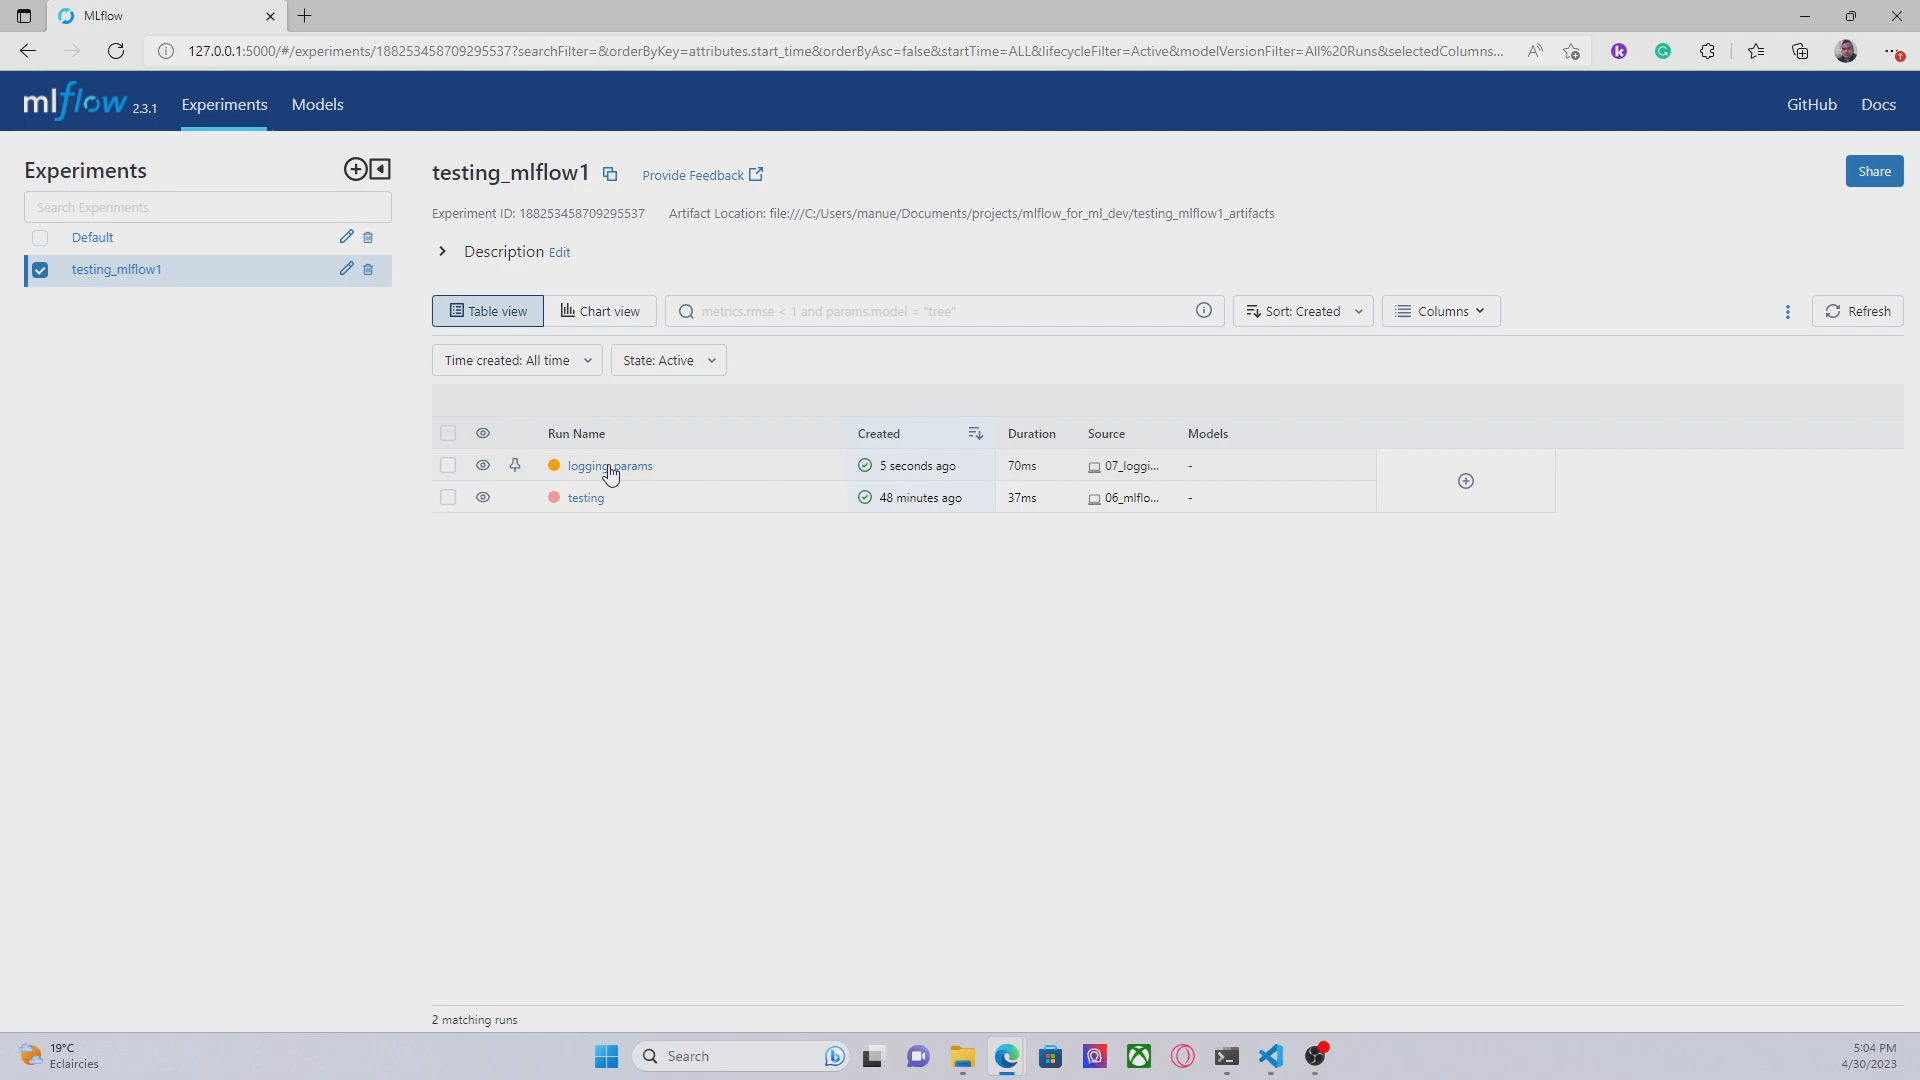 MLflow
127.0.0.1:5000/#/experiments/188253458709295537?searchFilter=&orderByKey=attributes.start_time&orderByAsc=false&startTime=ALL&lifecycleFilter=Active&modelVersionFilter=All%20Runs&selectedColumns...
mlflow 2.3.1 Experiments Models GitHub Docs
Experiments
Search Experiments
Default
testing_mlflow1
testing_mlflow1 Provide Feedback Share
Experiment ID: 188253458709295537 Artifact Location: file:///C:/Users/manue/Documents/projects/mlflow_for_ml_dev/testing_mlflow1_artifacts
Description Edit
Table view Chart view metrics.rmse < 1 and params.model = "tree" Sort: Created Columns Refresh
Time created: All time State: Active
Run Name Created Duration Source Models
logging_params 5 seconds ago 70ms 07_loggi... -
testing 48 minutes ago 37ms 06_mlflo... -
2 matching runs
19°C
Eclaircies
Search
5:04 PM
4/30/2023